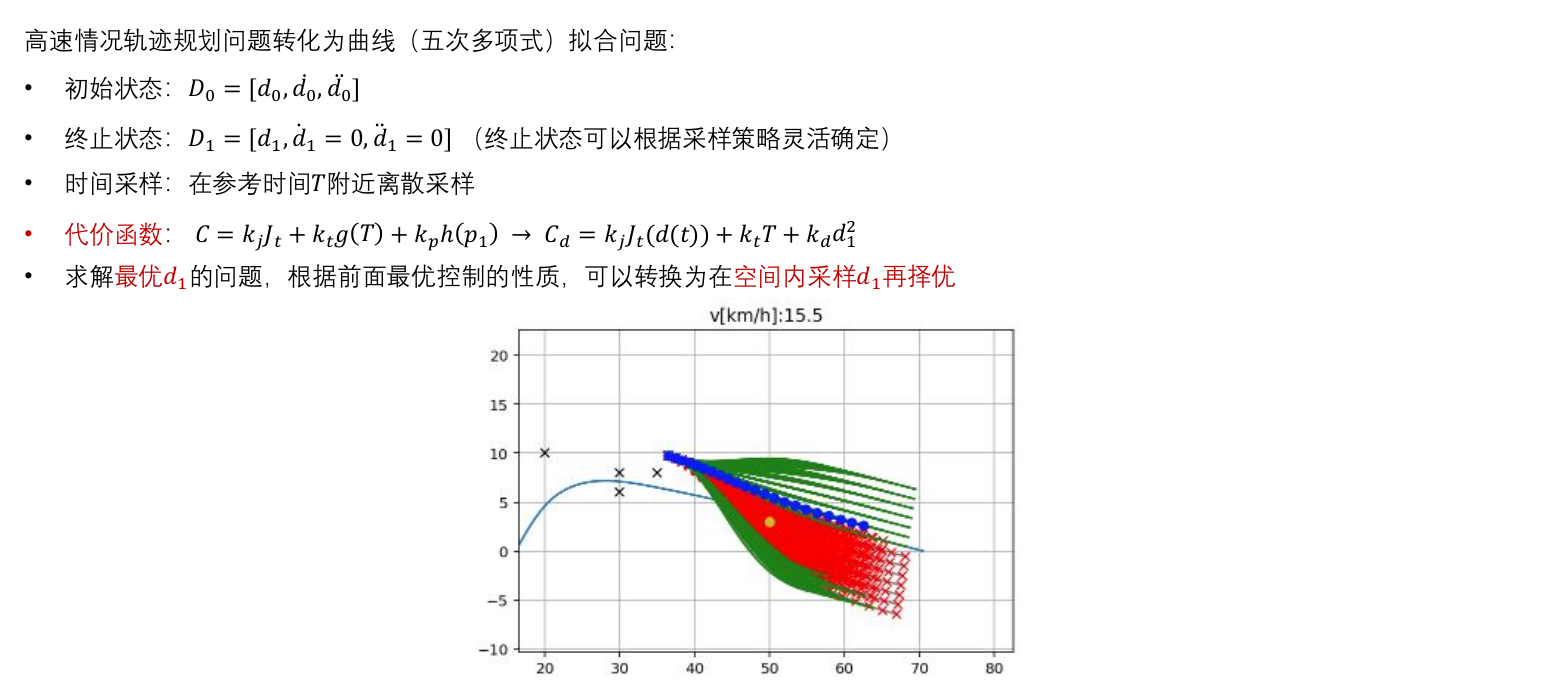 高速情况轨迹规划问题转化为曲线（五次多项式）拟合问题：
• 初始状态：$D_0 = [d_0, \dot{d}_0, \ddot{d}_0]$
• 终止状态：$D_1 = [d_1, \dot{d}_1 = 0, \ddot{d}_1 = 0]$ （终止状态可以根据采样策略灵活确定）
• 时间采样：在参考时间$T$附近离散采样
• 代价函数： $C = k_j J_t + k_t g(T) + k_p h(p_1) \rightarrow C_d = k_j J_t(d(t)) + k_t T + k_d d_1^2$
• 求解最优$d_1$的问题，根据前面最优控制的性质，可以转换为在空间内采样$d_1$再择优
v[km/h]:15.5
20
15
10
5
0
−5
−10
20 30 40 50 60 70 80